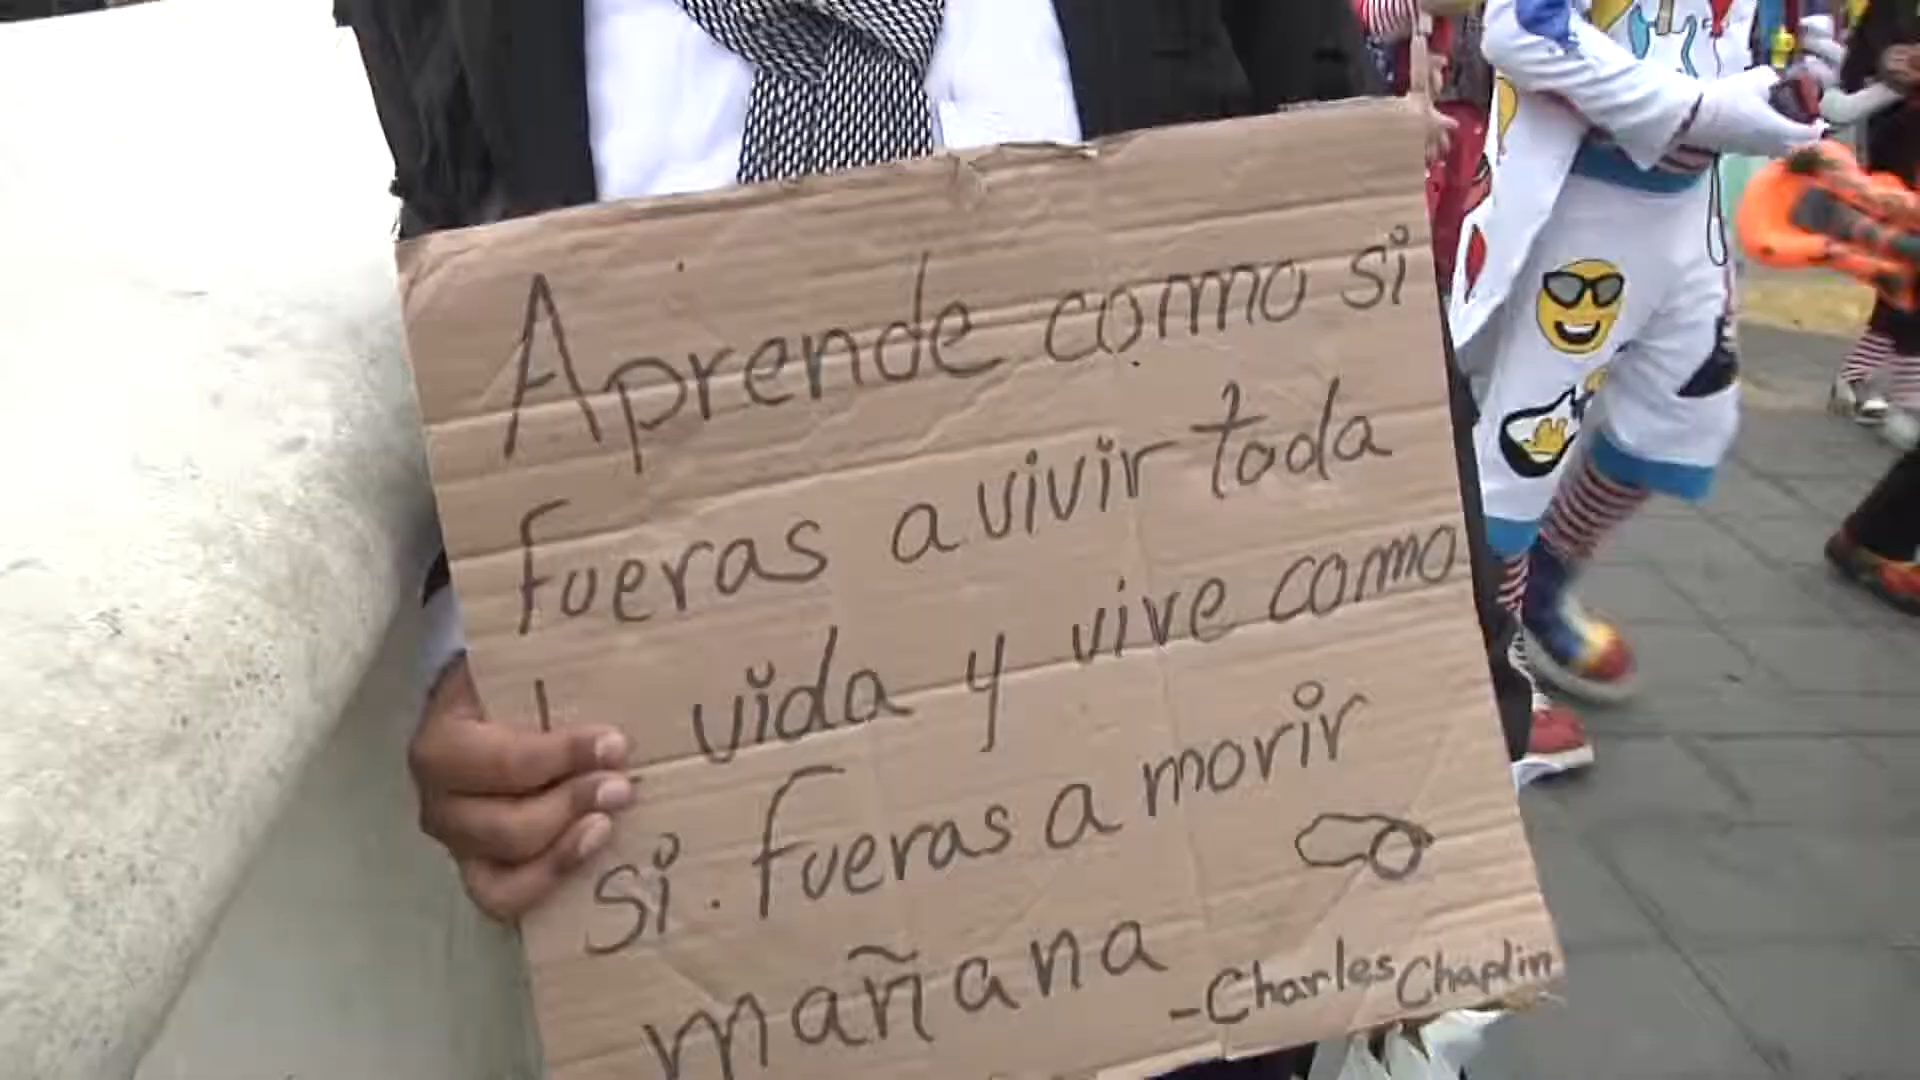 Aprende como si
fueras a vivir toda
vida y vive como
si. fueras a morir
mañana
-Charles Chaplin